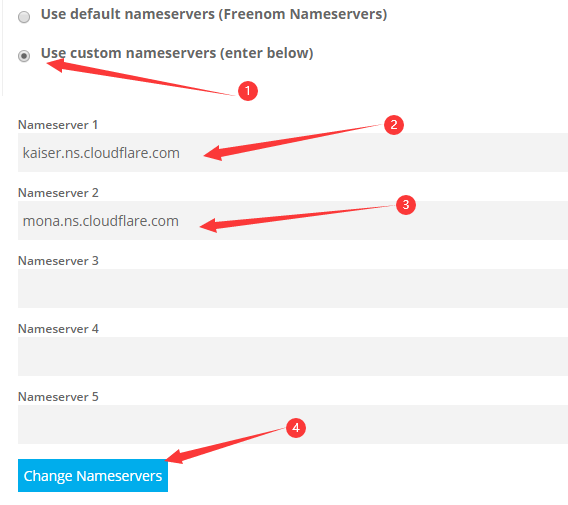 Use default nameservers (Freenom Nameservers)
Use custom nameservers (enter below)
1
Nameserver 1
2
kaiser.ns.cloudflare.com
Nameserver 2
3
mona.ns.cloudflare.com
Nameserver 3
Nameserver 4
Nameserver 5
4
Change Nameservers